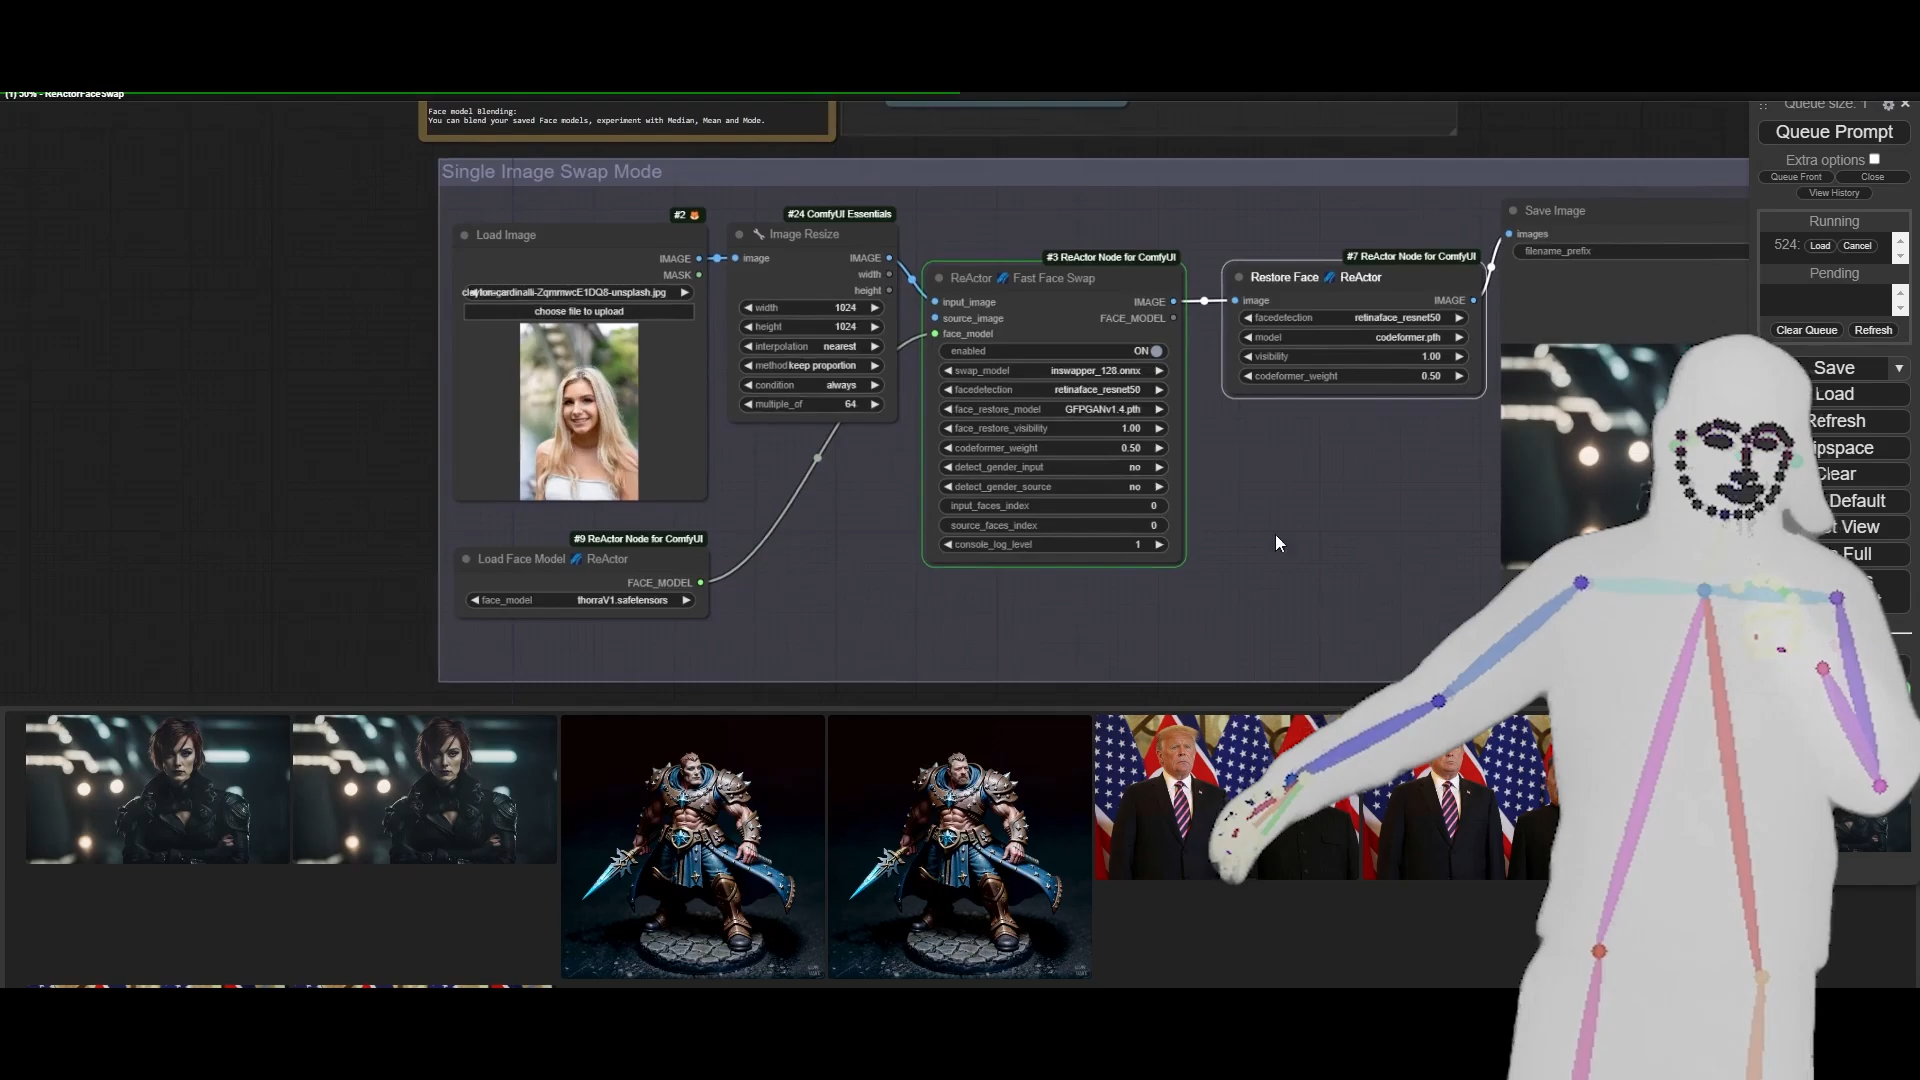 (1) 50% - ReActorFaceSwap
Face model Blending:
You can blend your saved Face models, experiment with Median, Mean and Mode.
Queue size: 1
Queue Prompt
Extra options
Queue Front
Close
View History
Running
524:
Load
Cancel
Pending
Clear Queue
Refresh
Save
Load
Refresh
ipspace
Clear
Default
t View
Full
Single Image Swap Mode
#2
Load Image
IMAGE
MASK
choose file to upload
#24 ComfyUI Essentials
Image Resize
image
IMAGE
width
height
width 1024
height 1024
interpolation nearest
method keep proportion
condition always
multiple_of 64
#3 ReActor Node for ComfyUI
ReActor Fast Face Swap
input_image
IMAGE
source_image
FACE_MODEL
face_model
enabled ON
swap_model inswapper_128.onnx
facedetection retinaface_resnet50
face_restore_model GFPGANv1.4.pth
face_restore_visibility 1.00
codeformer_weight 0.50
detect_gender_input no
detect_gender_source no
input_faces_index 0
source_faces_index 0
console_log_level 1
#7 ReActor Node for ComfyUI
Restore Face ReActor
image
IMAGE
facedetection retinaface_resnet50
model codeformer.pth
visibility 1.00
codeformer_weight 0.50
Save Image
images
filename_prefix
#9 ReActor Node for ComfyUI
Load Face Model ReActor
FACE_MODEL
face_model thorraV1.safetensors